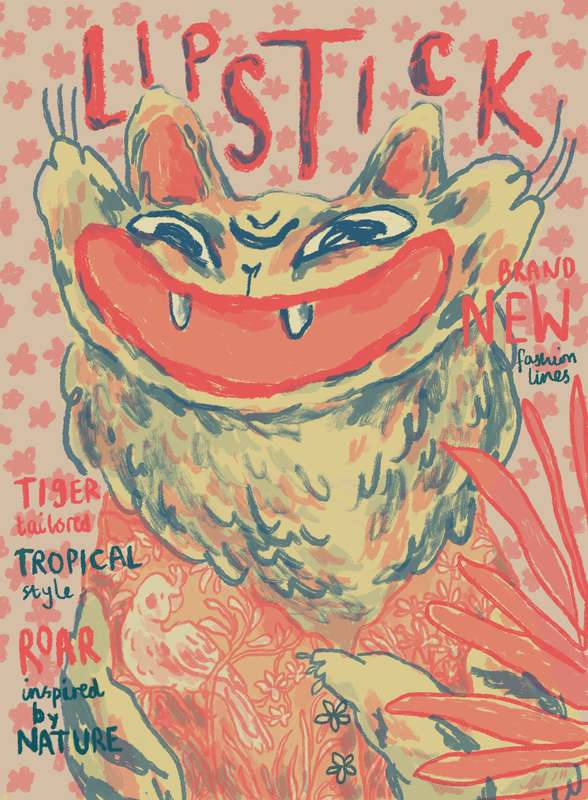 LIPSTICK
BRAND
NEW
fashion
lines
TIGER
tailored
TROPICAL
style
ROAR
inspired
by
NATURE